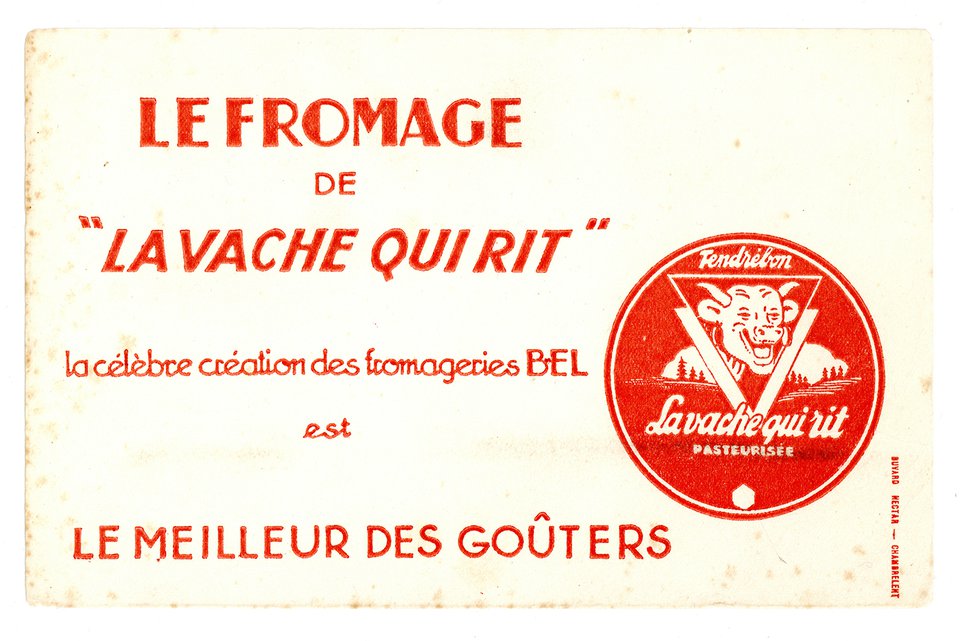 LE FROMAGE
DE
"LA VACHE QUI RIT"
la célèbre création des fromageries BEL
est
LE MEILLEUR DES GOÛTERS
Tendrébon
La vache qui rit
PASTEURISÉE
BUVARD NECTAR — CHAMBRELENT